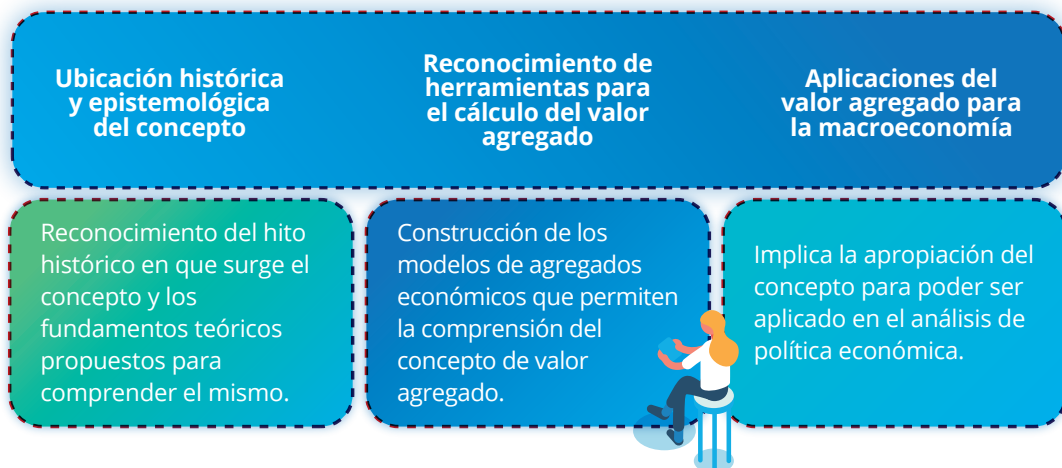 Ubicación histórica
y epistemológica
del concepto
Reconocimiento de
herramientas para
el cálculo del valor
agregado
Aplicaciones del
valor agregado para
la macroeconomía
Reconocimiento del hito
histórico en que surge el
concepto y los
fundamentos teóricos
propuestos para
comprender el mismo.
Construcción de los
modelos de agregados
económicos que permiten
la comprensión del
concepto de valor
agregado.
Implica la apropiación del
concepto para poder ser
aplicado en el análisis de
política económica.